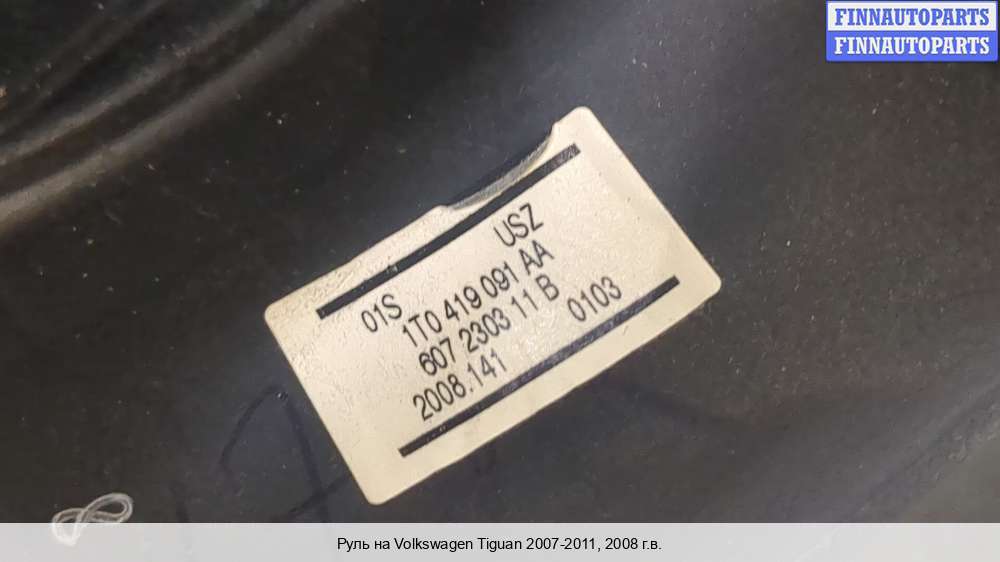 FINNAUTOPARTS
FINNAUTOPARTS
01S USZ
1T0 419 091 AA
607 2303 11 B
2008.141 0103
Руль на Volkswagen Tiguan 2007-2011, 2008 г.в.